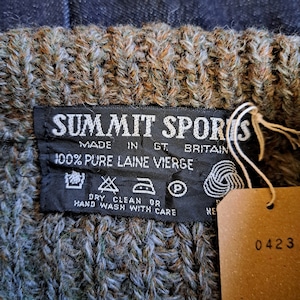 SUMMIT SPORTS
MADE IN GT BRITAIN
100% PURE LAINE VIERGE
P
DRY CLEAN OR
HAND WASH WITH CARE
0423